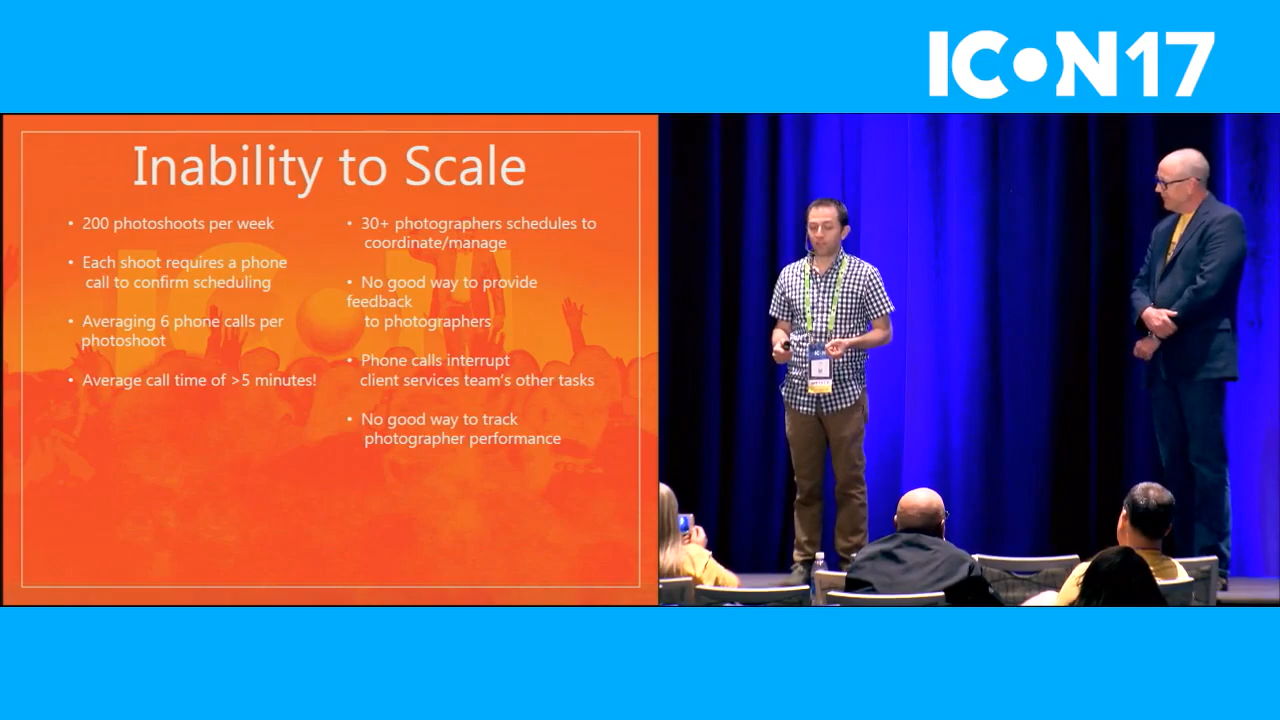 ICON17
Inability to Scale
• 200 photoshoots per week
• Each shoot requires a phone
call to confirm scheduling
• Averaging 6 phone calls per
photoshoot
• Average call time of >5 minutes!
• 30+ photographers schedules to
coordinate/manage
• No good way to provide
feedback
to photographers
• Phone calls interrupt
client services team's other tasks
• No good way to track
photographer performance
ICON